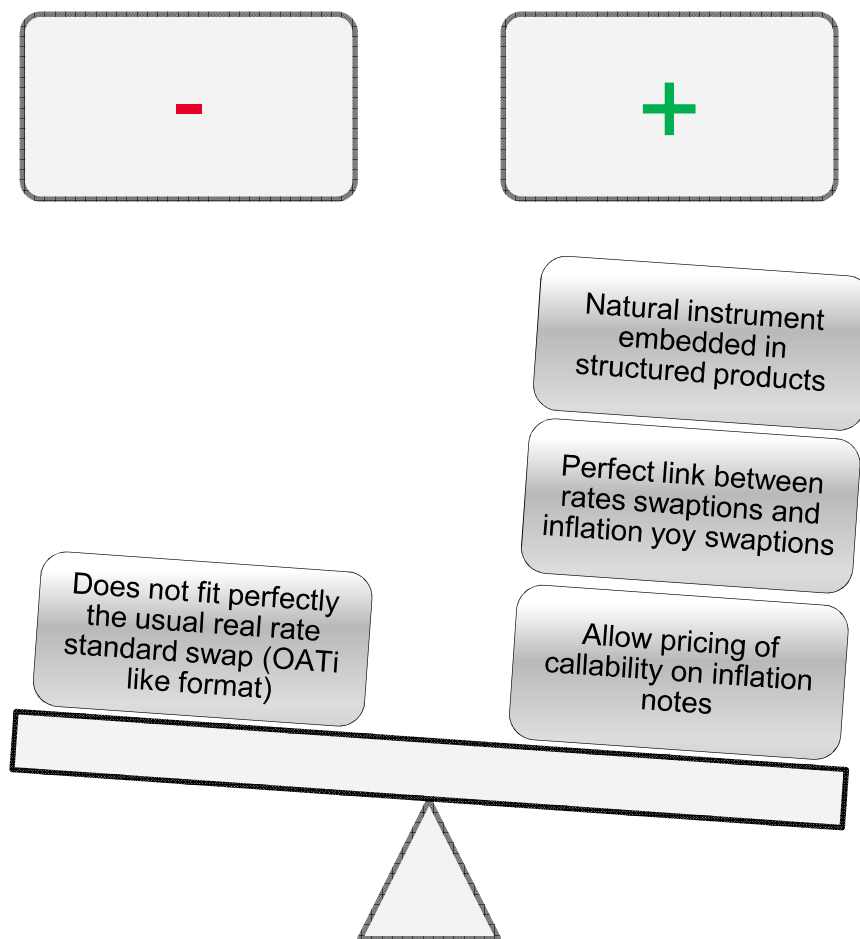 -
+
Natural instrument
embedded in
structured products
Perfect link between
rates swaptions and
inflation yoy swaptions
Does not fit perfectly
the usual real rate
standard swap (OATi
like format)
Allow pricing of
callability on inflation
notes